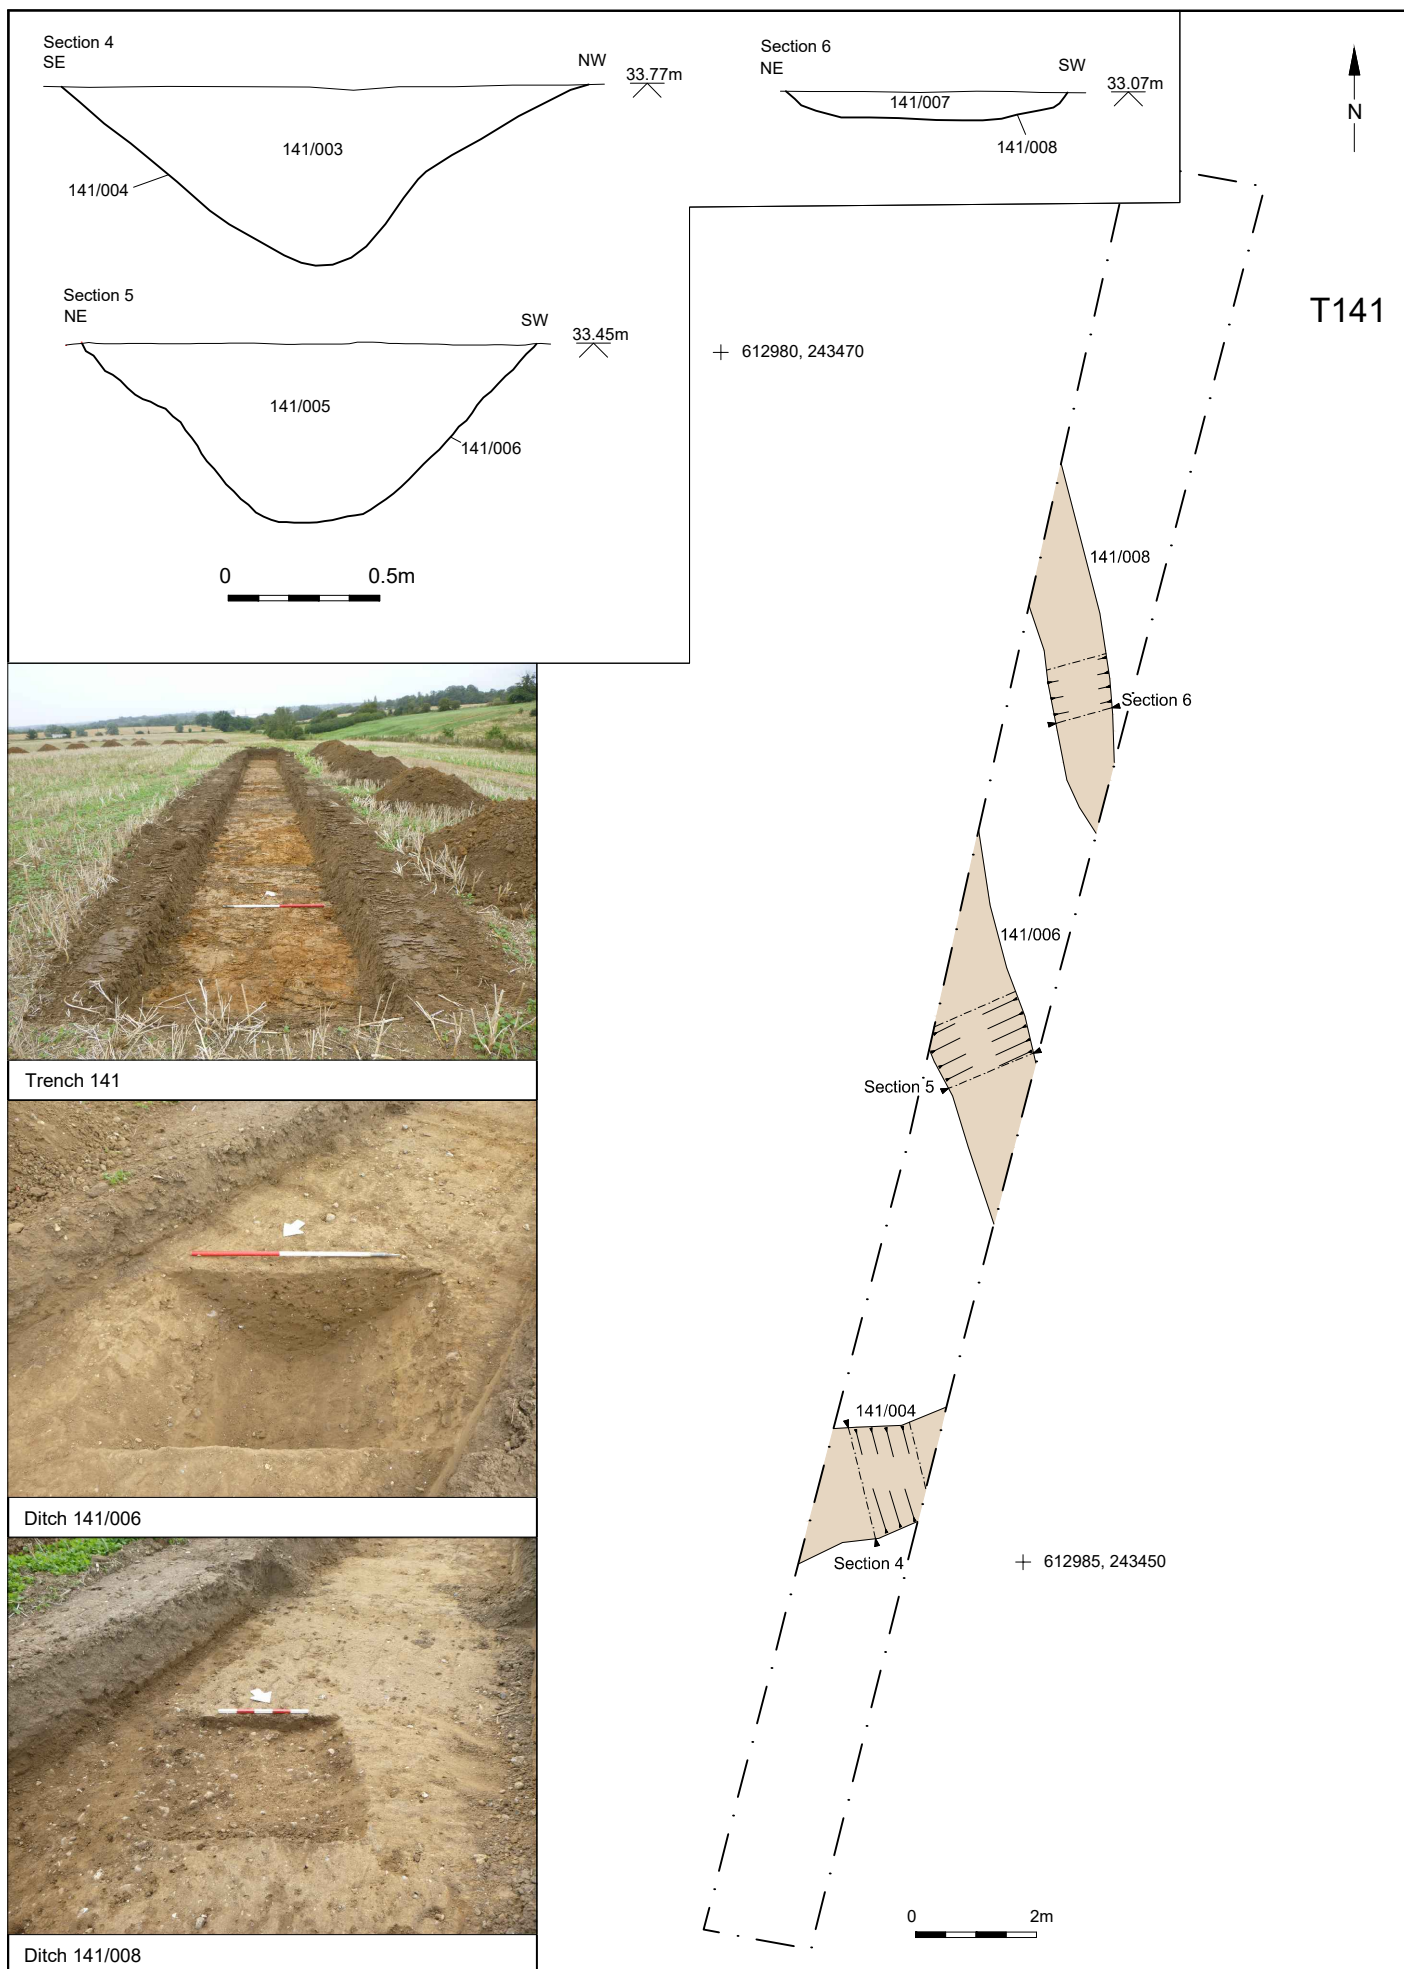 Section 4
SE
NW
33.77m
141/003
141/004
Section 6
NE
SW
33.07m
141/007
141/008
N
T141
Section 5
NE
SW
33.45m
141/005
141/006
0 0.5m
612980, 243470
141/008
Section 6
141/006
Section 5
141/004
Section 4
612985, 243450
0 2m
Trench 141
Ditch 141/006
Ditch 141/008